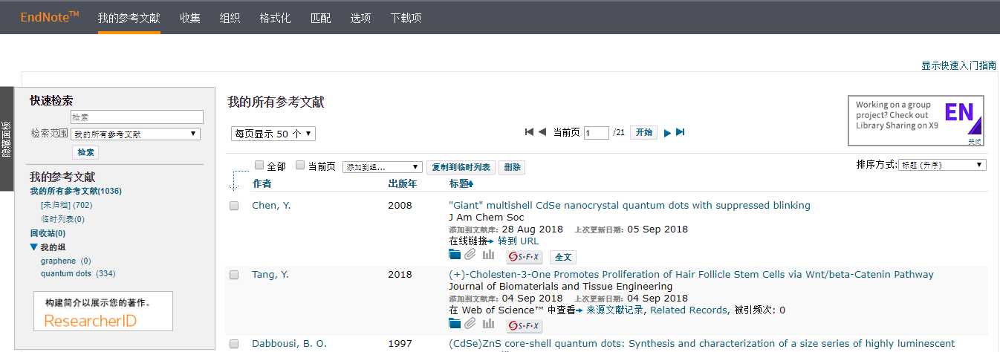 EndNote™ 我的参考文献 收集 组织 格式化 匹配 选项 下载项
显示快速入门指南
隐藏面板
快速检索
检索
检索范围 我的所有参考文献
检索
我的参考文献
我的所有参考文献(1036)
[未归档] (702)
临时列表(0)
回收站(0)
我的组
graphene (0)
quantum dots (334)
构建简介以展示您的著作。
ResearcherID
我的所有参考文献
每页显示 50 个
当前页 1 /21 开始
Working on a group
project? Check out
Library Sharing on X9
EN
关闭
全部 当前页 添加到组... 复制到临时列表 删除
排序方式: 标题 (升序)
作者 出版年 标题
Chen, Y. 2008 "Giant" multishell CdSe nanocrystal quantum dots with suppressed blinking
J Am Chem Soc
添加到文献库: 28 Aug 2018 上次更新日期: 05 Sep 2018
在线链接➔ 转到 URL
S·F·X 全文
Tang, Y. 2018 (+)-Cholesten-3-One Promotes Proliferation of Hair Follicle Stem Cells via Wnt/beta-Catenin Pathway
Journal of Biomaterials and Tissue Engineering
添加到文献库: 04 Sep 2018 上次更新日期: 04 Sep 2018
在 Web of Science™ 中查看➔ 来源文献记录, Related Records, 被引频次: 0
S·F·X
Dabbousi, B. O. 1997 (CdSe)ZnS core-shell quantum dots: Synthesis and characterization of a size series of highly luminescent